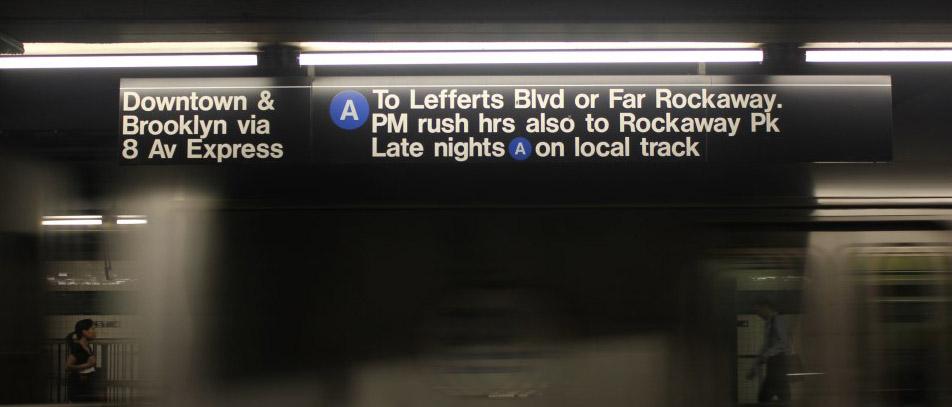 Downtown &
Brooklyn via
8 Av Express
A To Lefferts Blvd or Far Rockaway.
PM rush hrs also to Rockaway Pk
Late nights A on local track